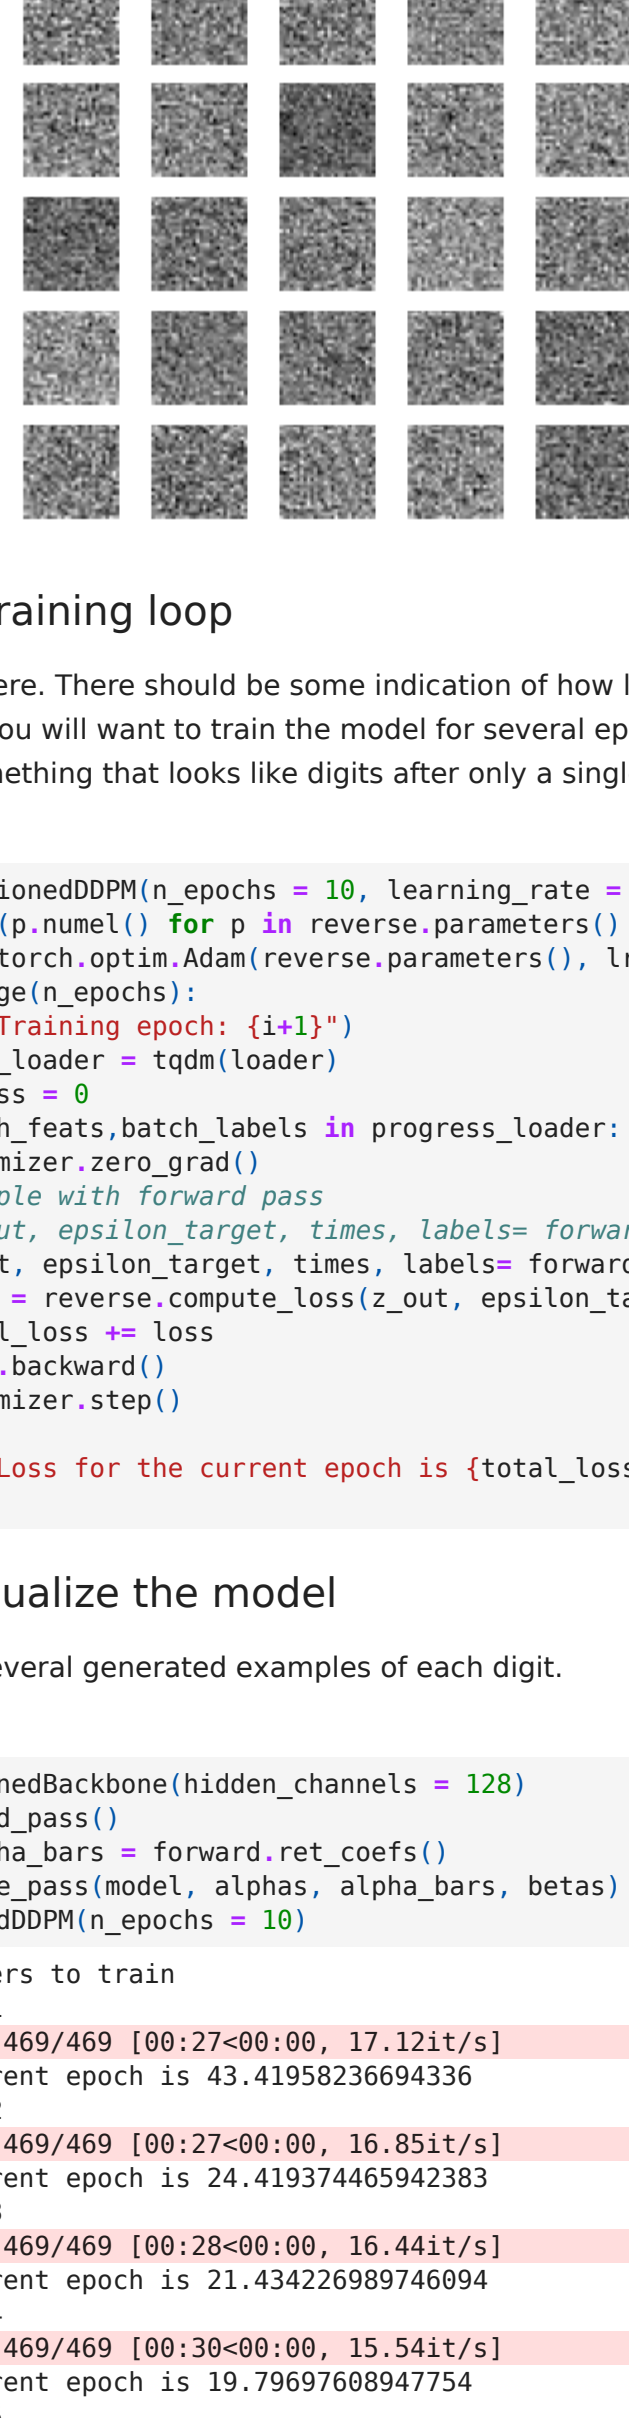 raining loop
ere. There should be some indication of how l
ou will want to train the model for several ep
nething that looks like digits after only a singl
ionedDDPM(n_epochs = 10, learning_rate =
(p.numel() for p in reverse.parameters()
torch.optim.Adam(reverse.parameters(), lr
ge(n_epochs):
Training epoch: {i+1}")
_loader = tqdm(loader)
ss = 0
h_feats,batch_labels in progress_loader:
mizer.zero_grad()
ple with forward pass
ut, epsilon_target, times, labels= forwar
t, epsilon_target, times, labels= forward
= reverse.compute_loss(z_out, epsilon_ta
l_loss += loss
.backward()
mizer.step()
Loss for the current epoch is {total_loss
ualize the model
everal generated examples of each digit.
nedBackbone(hidden_channels = 128)
d_pass()
ha_bars = forward.ret_coefs()
e_pass(model, alphas, alpha_bars, betas)
dDDPM(n_epochs = 10)
ers to train
469/469 [00:27<00:00, 17.12it/s]
rent epoch is 43.41958236694336
2
469/469 [00:27<00:00, 16.85it/s]
rent epoch is 24.419374465942383
3
469/469 [00:28<00:00, 16.44it/s]
rent epoch is 21.434226989746094
469/469 [00:30<00:00, 15.54it/s]
rent epoch is 19.79697608947754